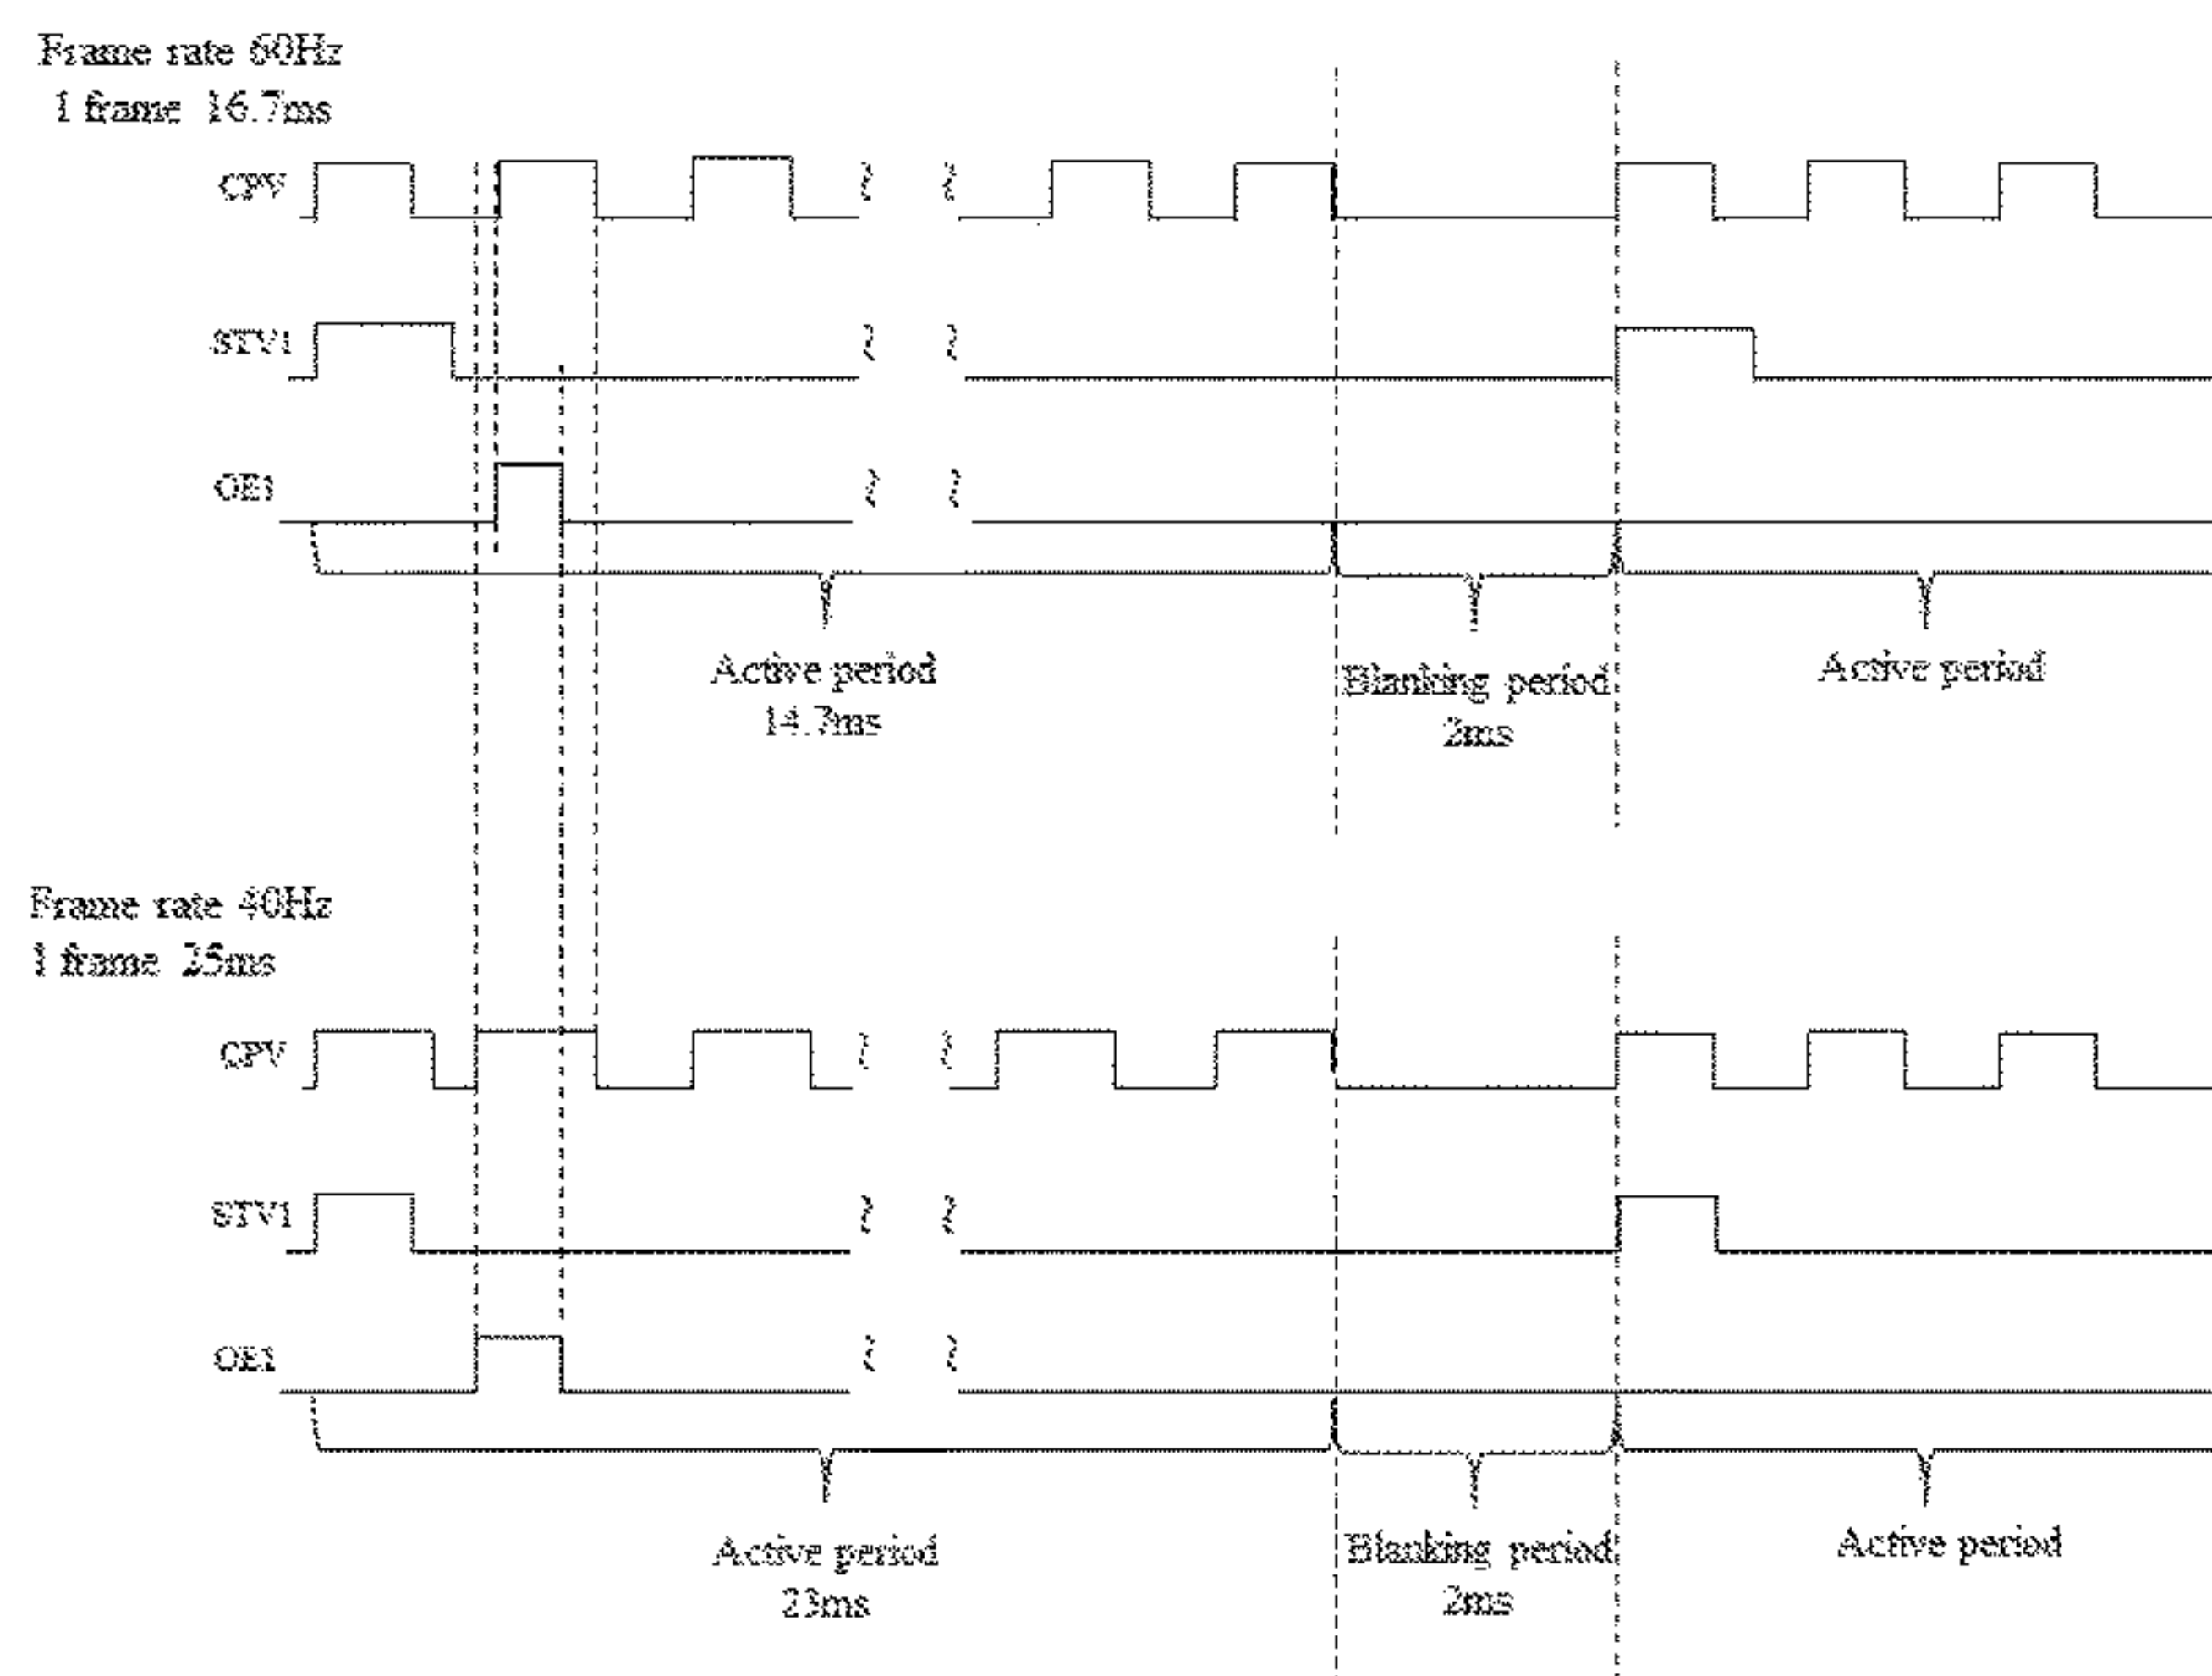 Frame rate 60Hz
1 frame 16.7ms
CPV
STV1
OE1
Active period
14.7ms
Blanking period
2ms
Active period
Frame rate 40Hz
1 frame 25ms
CPV
STV1
OE1
Active period
23ms
Blanking period
2ms
Active period